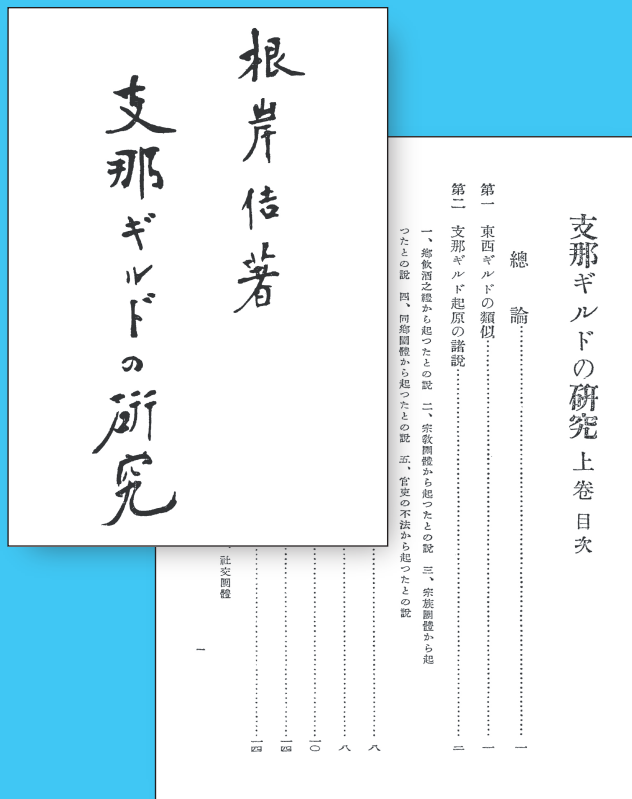 根岸佶著
支那ギルドの研究
支那ギルドの研究 上卷 目次
總論……一
第一 東西ギルドの類似……一
第二 支那ギルド起原の諸說……二
一、鄕飮酒之禮から起つたとの說 二、宗敎團體から起つたとの說 三、宗族團體から起
つたとの說 四、同鄕團體から起つたとの說 五、官吏の不法から起つたとの說
八
八
一〇
一四
一四
社交團體
一